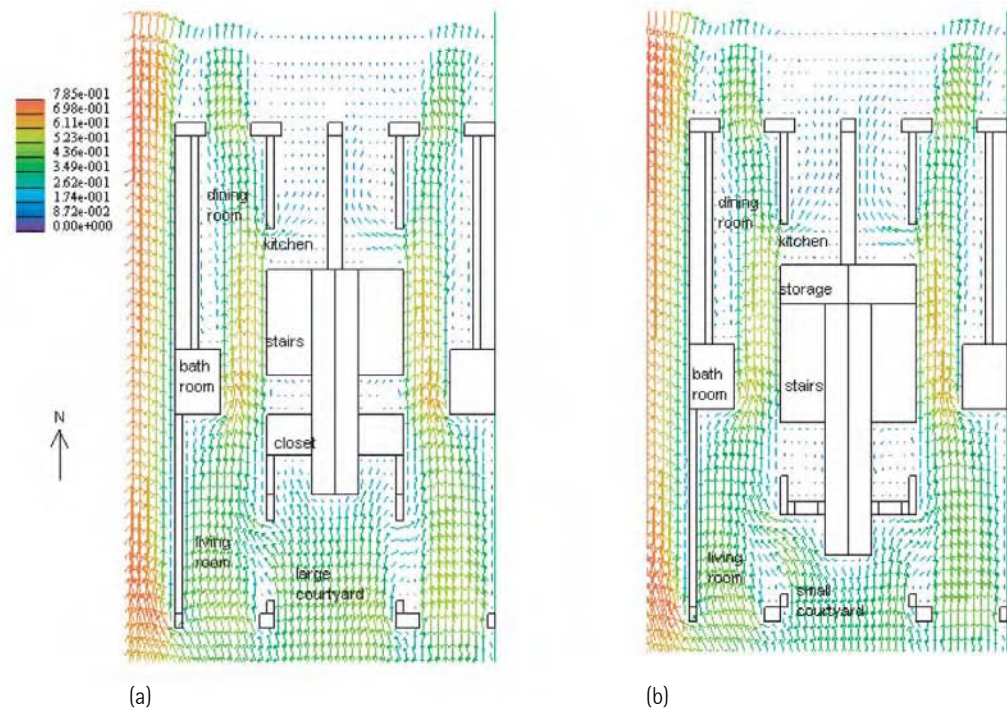 7.85e-001
6.98e-001
6.11e-001
5.23e-001
4.36e-001
3.49e-001
2.62e-001
1.74e-001
8.72e-002
0.00e+000
N
dining
room
kitchen
stairs
bath
room
closet
living
room
large
courtyard
(a)
dining
room
kitchen
storage
bath
room
stairs
living
room
small
courtyard
(b)